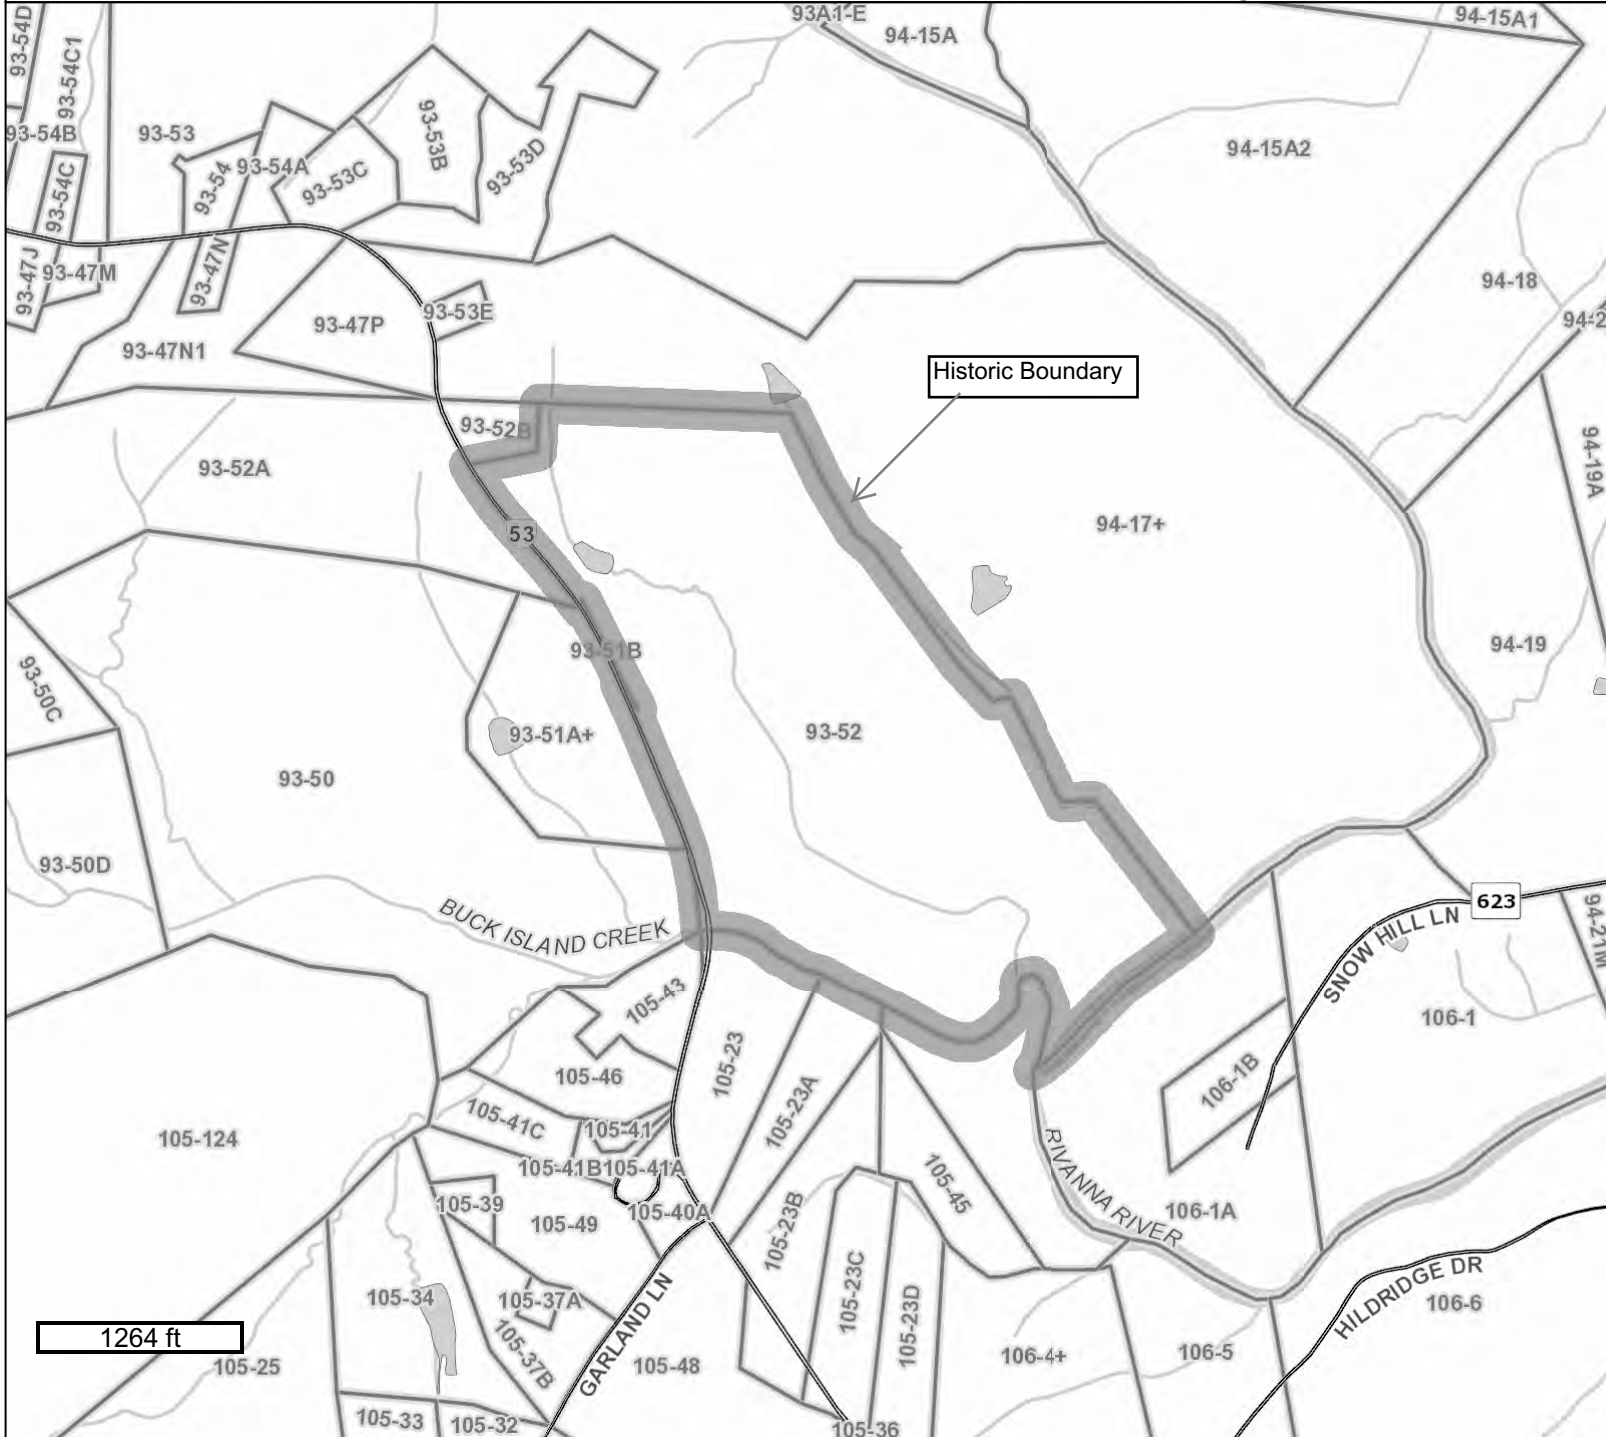 93-54D
93-54C1
93A1-E
94-15A
94-15A1
93-54B
93-53
93-53B
93-53D
94-15A2
93-54C
93-54
93-54A
93-53C
93-47J
93-47M
93-47N
93-53E
94-18
93-47P
94-2
93-47N1
Historic Boundary
93-52B
93-52A
94-19A
53
94-17+
93-51B
94-19
93-50C
93-51A+
93-52
93-50
93-50D
623
BUCK ISLAND CREEK
SNOW HILL LN
94-21M
105-43
106-1
105-23
105-46
106-1B
105-41C
105-41
105-23A
105-124
105-41B
105-41A
105-45
RIVANNA RIVER
105-39
105-49
105-40A
105-23B
106-1A
105-34
105-37A
105-23C
105-23D
HILDRIDGE DR
106-6
1264 ft
105-25
105-37B
GARLAND LN
105-48
106-4+
106-5
105-33
105-32
105-36